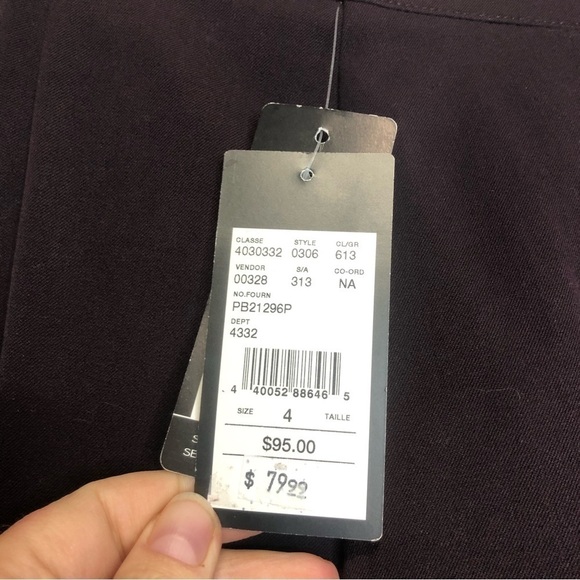 CLASSE STYLE CL/GR
4030332 0306 613
VENDOR S/A CO-ORD
00328 313 NA
NO.FOURN
PB21296P
DEPT
4332
4 40052 88646 5
SIZE 4 TAILLE
$95.00
$ 79.99